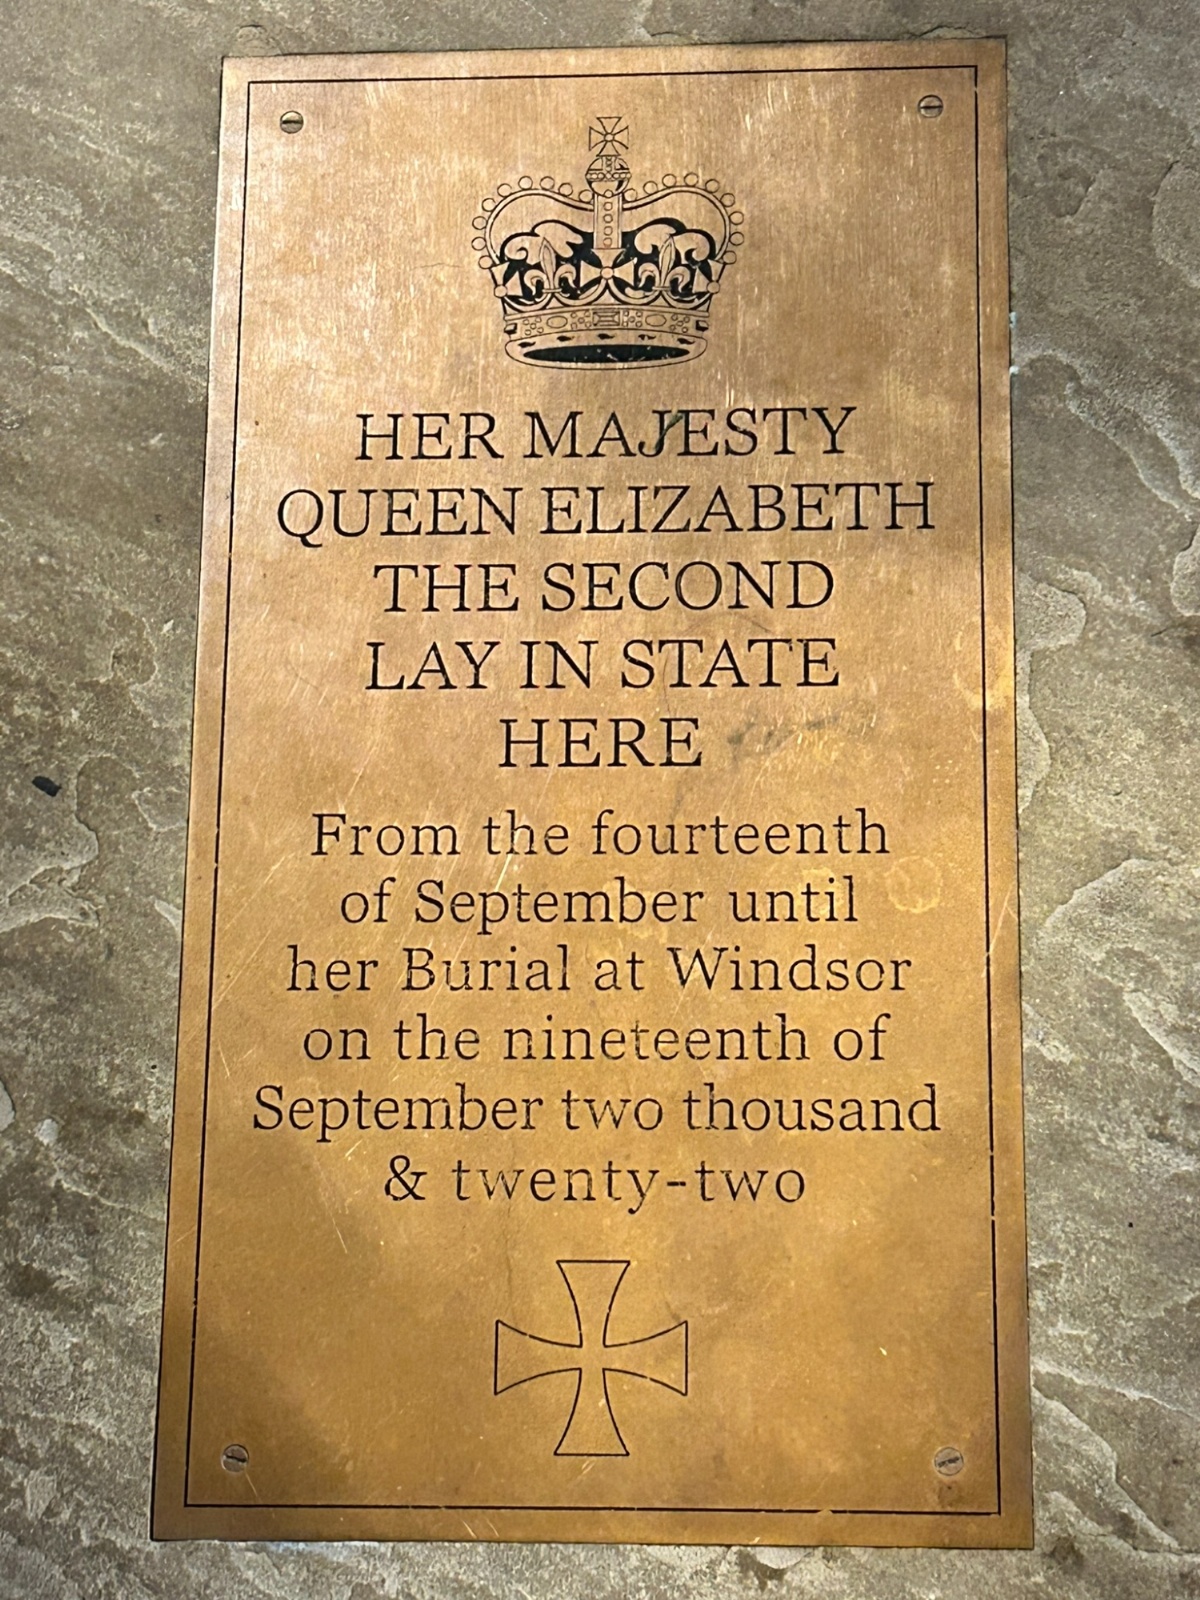 HER MAJESTY
QUEEN ELIZABETH
THE SECOND
LAY IN STATE
HERE
From the fourteenth
of September until
her Burial at Windsor
on the nineteenth of
September two thousand
& twenty-two